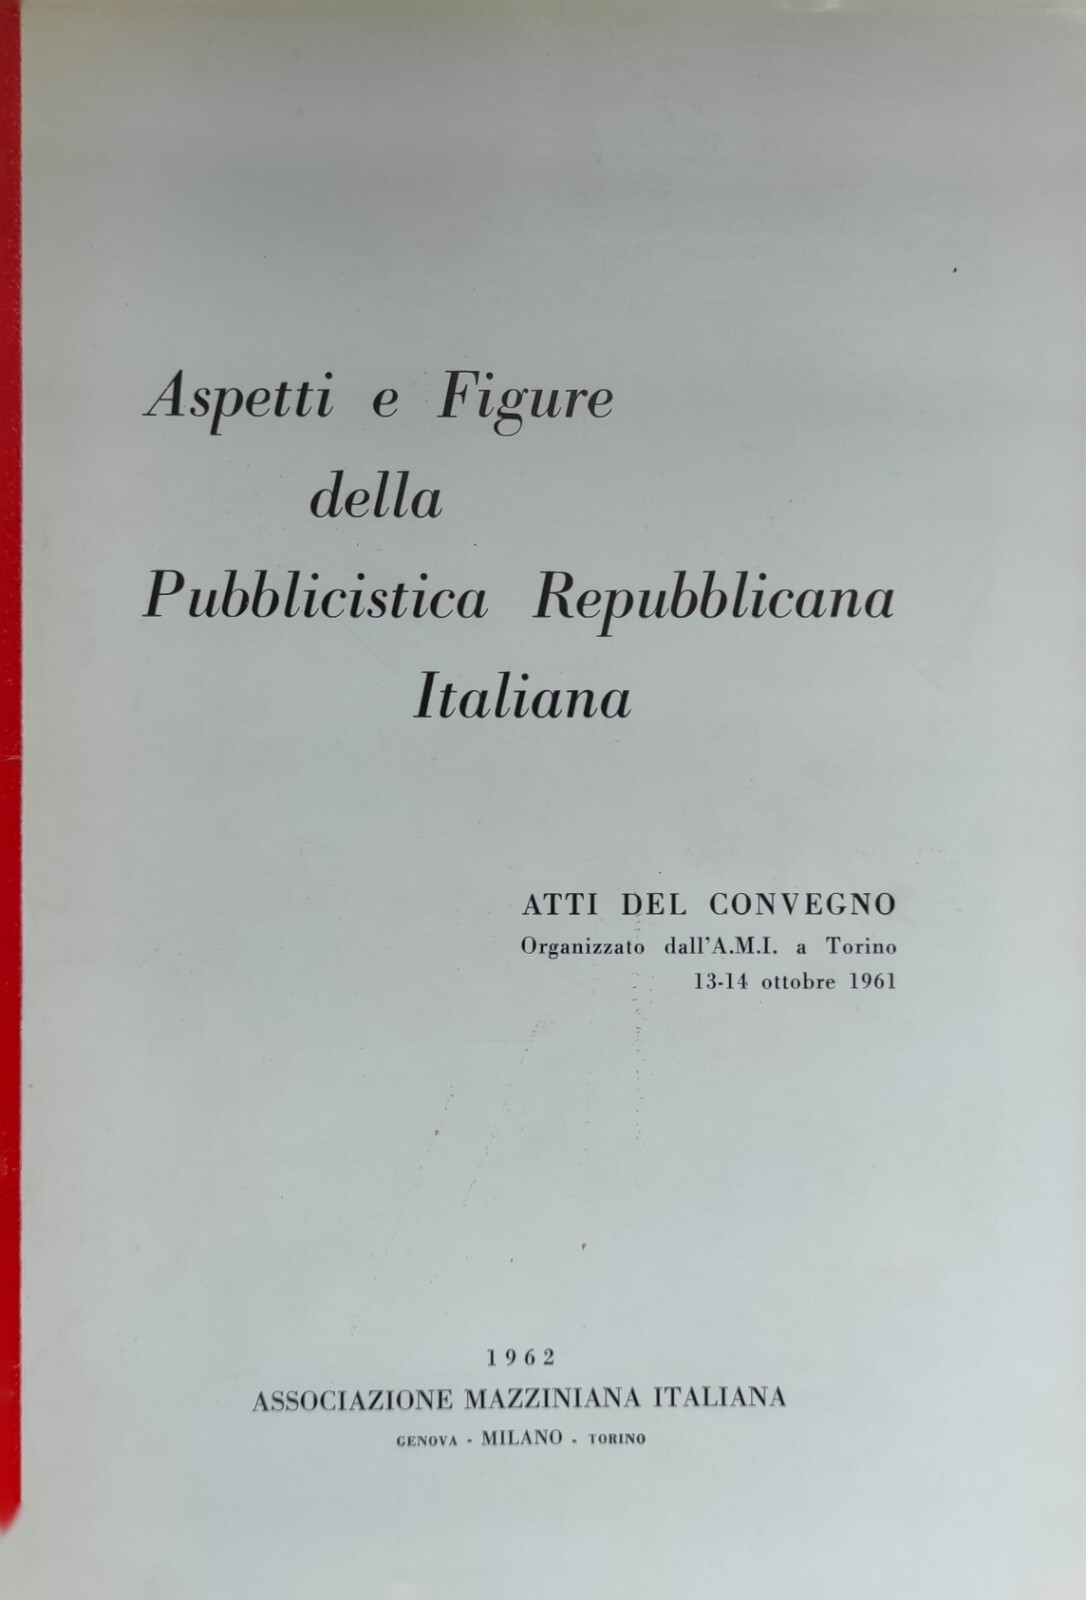 Aspetti e Figure
della
Pubblicistica Repubblicana
Italiana
ATTI DEL CONVEGNO
Organizzato dall'A.M.I. a Torino
13-14 ottobre 1961
1962
ASSOCIAZIONE MAZZINIANA ITALIANA
GENOVA - MILANO - TORINO